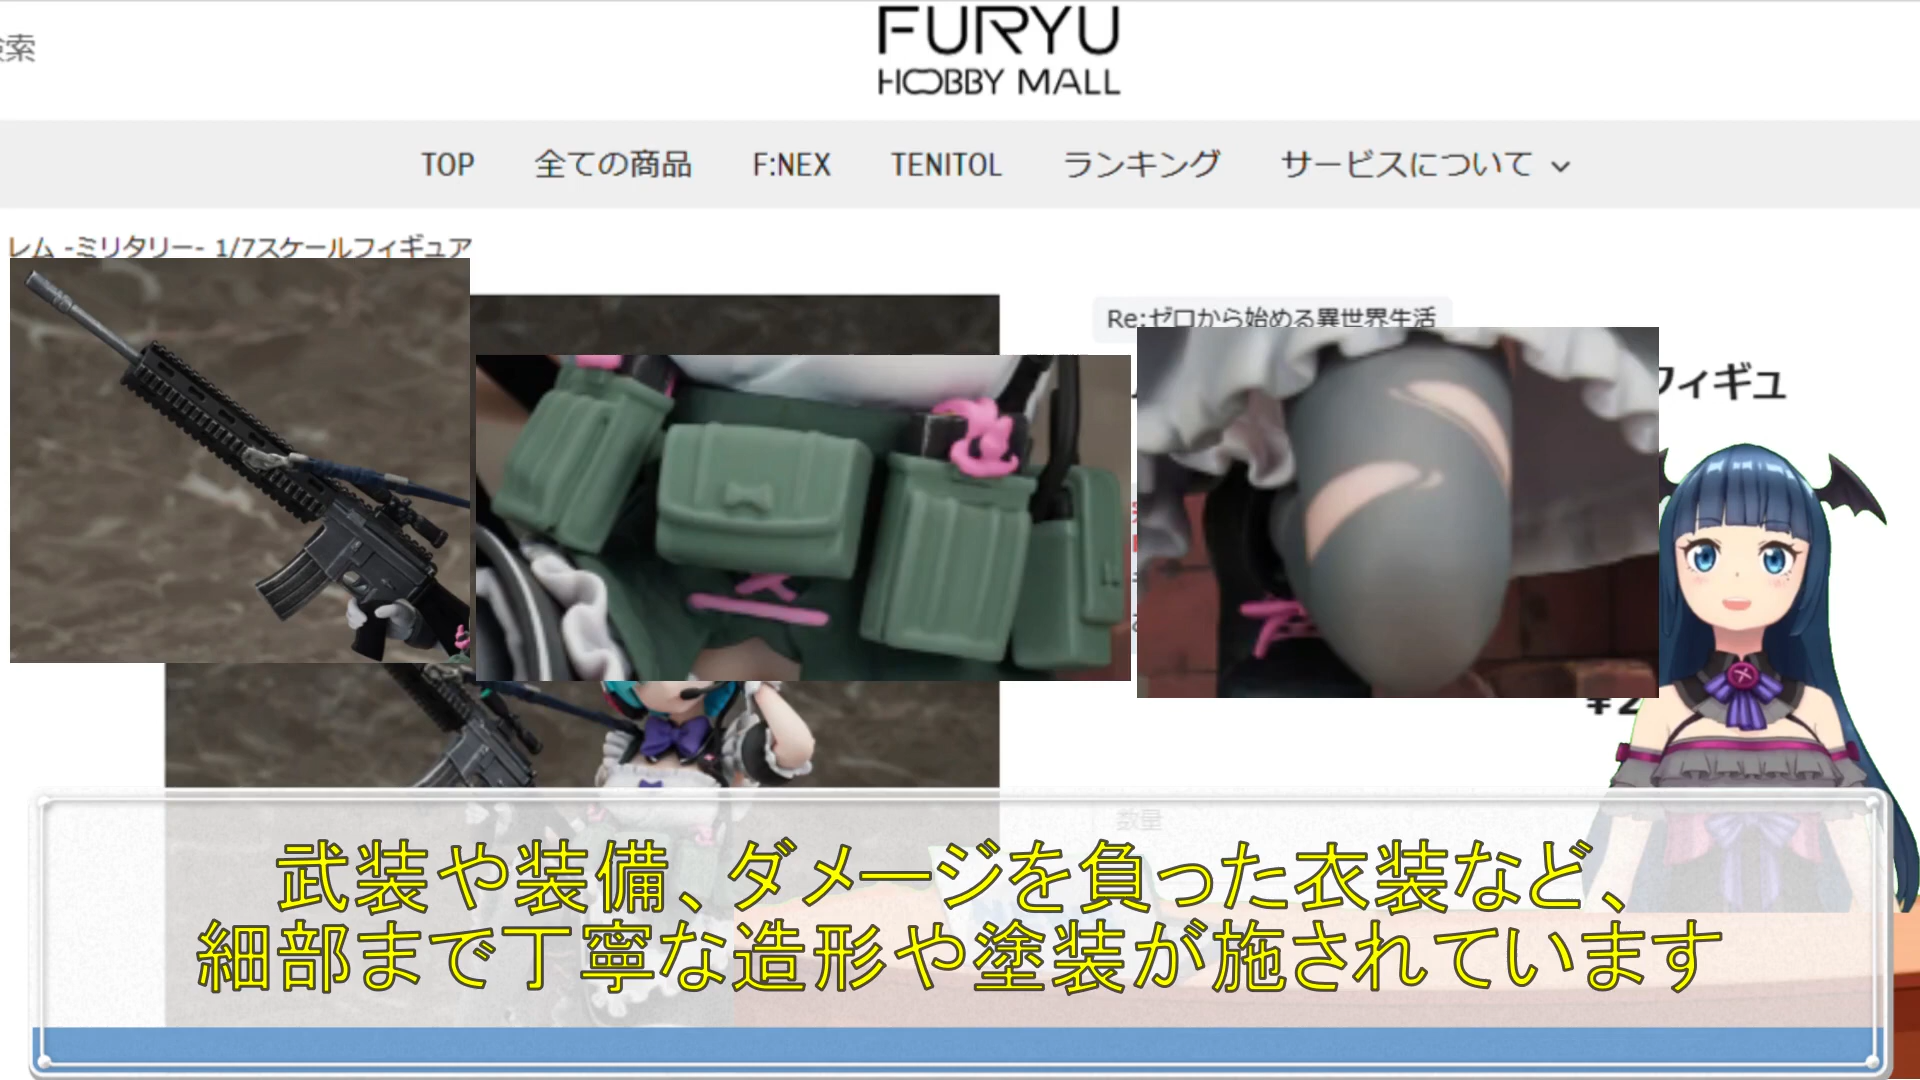 検索
FURYU
HOBBY MALL
TOP 全ての商品 F:NEX TENITOL ランキング サービスについて
レム -ミリタリー- 1/7スケールフィギュア
Re:ゼロから始める異世界生活
フィギュ
¥2
数量
武装や装備、ダメージを負った衣装など、
細部まで丁寧な造形や塗装が施されています